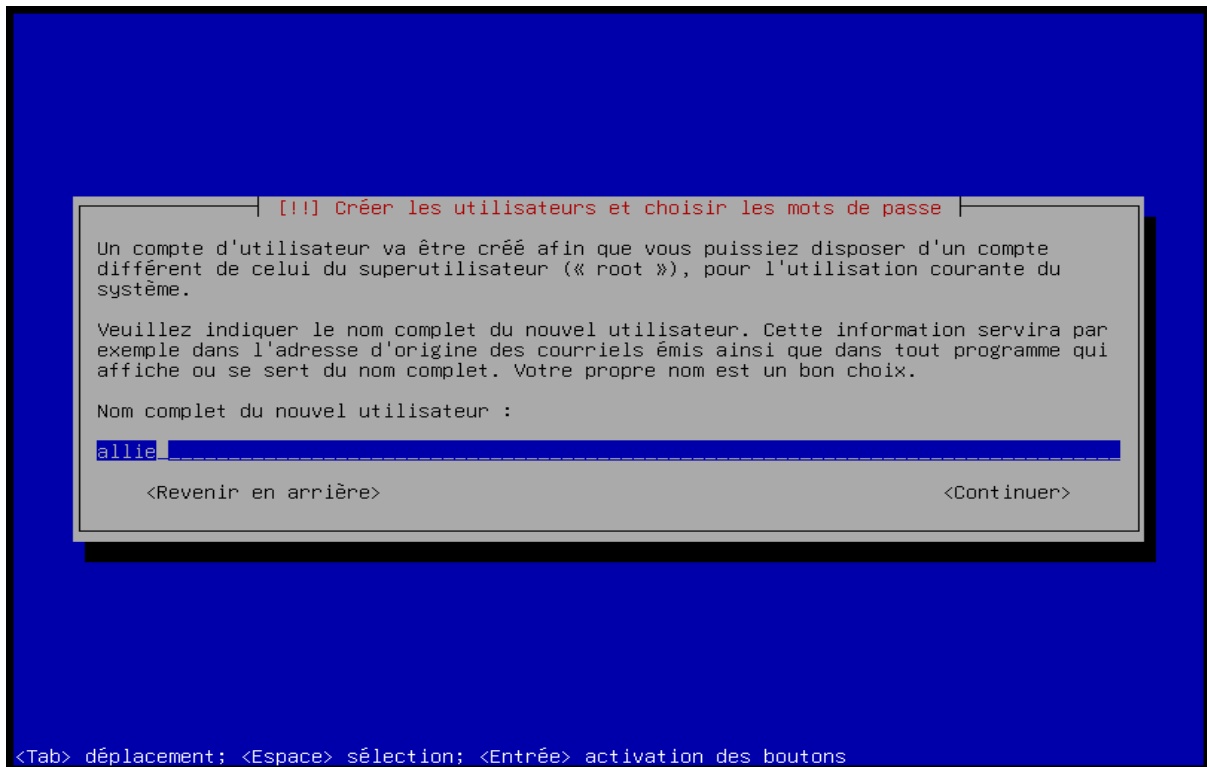 [!!] Créer les utilisateurs et choisir les mots de passe
Un compte d'utilisateur va être créé afin que vous puissiez disposer d'un compte
différent de celui du superutilisateur (« root »), pour l'utilisation courante du
système.
Veuillez indiquer le nom complet du nouvel utilisateur. Cette information servira par
exemple dans l'adresse d'origine des courriels émis ainsi que dans tout programme qui
affiche ou se sert du nom complet. Votre propre nom est un bon choix.
Nom complet du nouvel utilisateur :
allie
<Revenir en arrière> <Continuer>
<Tab> déplacement; <Espace> sélection; <Entrée> activation des boutons